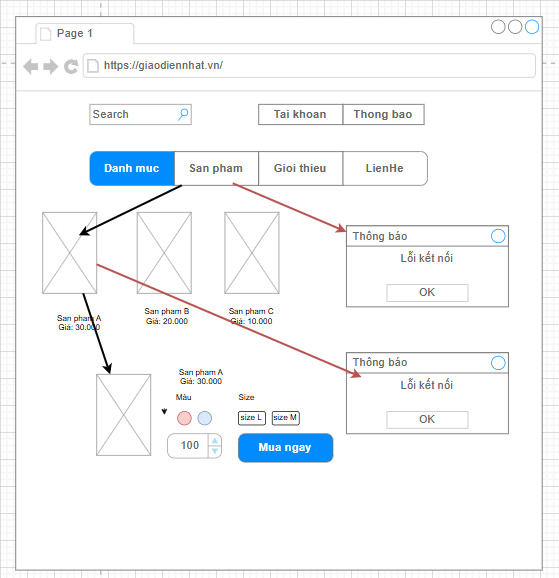 Page 1
https://giaodiennhat.vn/
Search
Tai khoan
Thong bao
Danh muc
San pham
Gioi thieu
LienHe
Thông báo
Lỗi kết nối
OK
San pham A
Giá: 30.000
San pham B
Giá: 20.000
San pham C
Giá: 10.000
Thông báo
Lỗi kết nối
OK
San pham A
Giá: 30.000
Màu
Size
size L
size M
100
Mua ngay